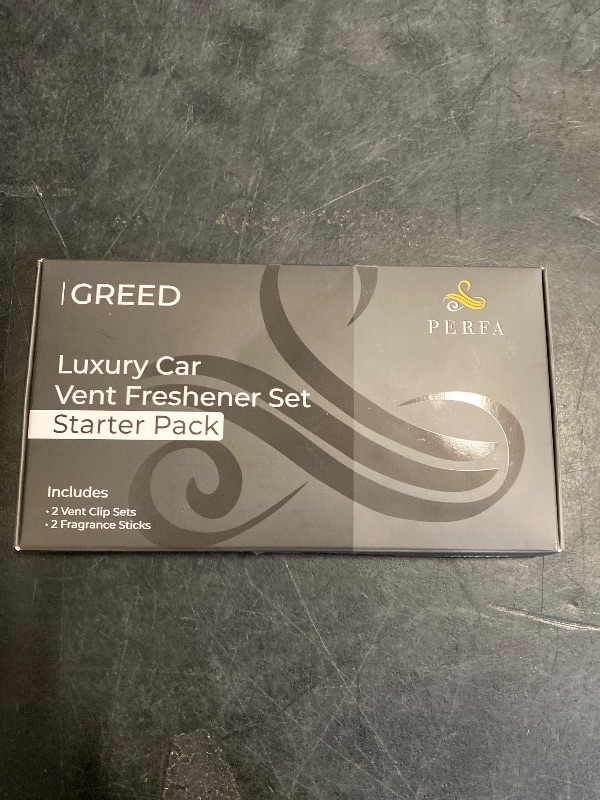 |GREED
PERFA
Luxury Car
Vent Freshener Set
Starter Pack
Includes
• 2 Vent Clip Sets
• 2 Fragrance Sticks